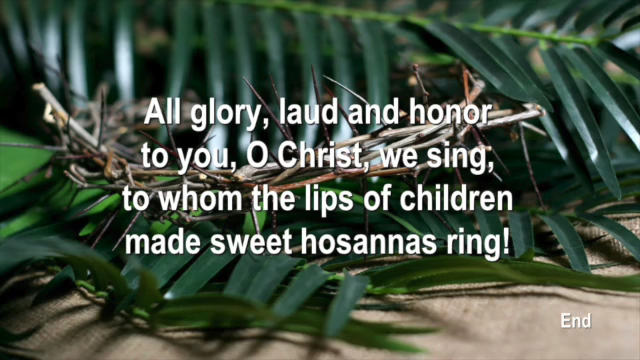 All glory, laud and honor
to you, O Christ, we sing,
to whom the lips of children
made sweet hosannas ring!
End